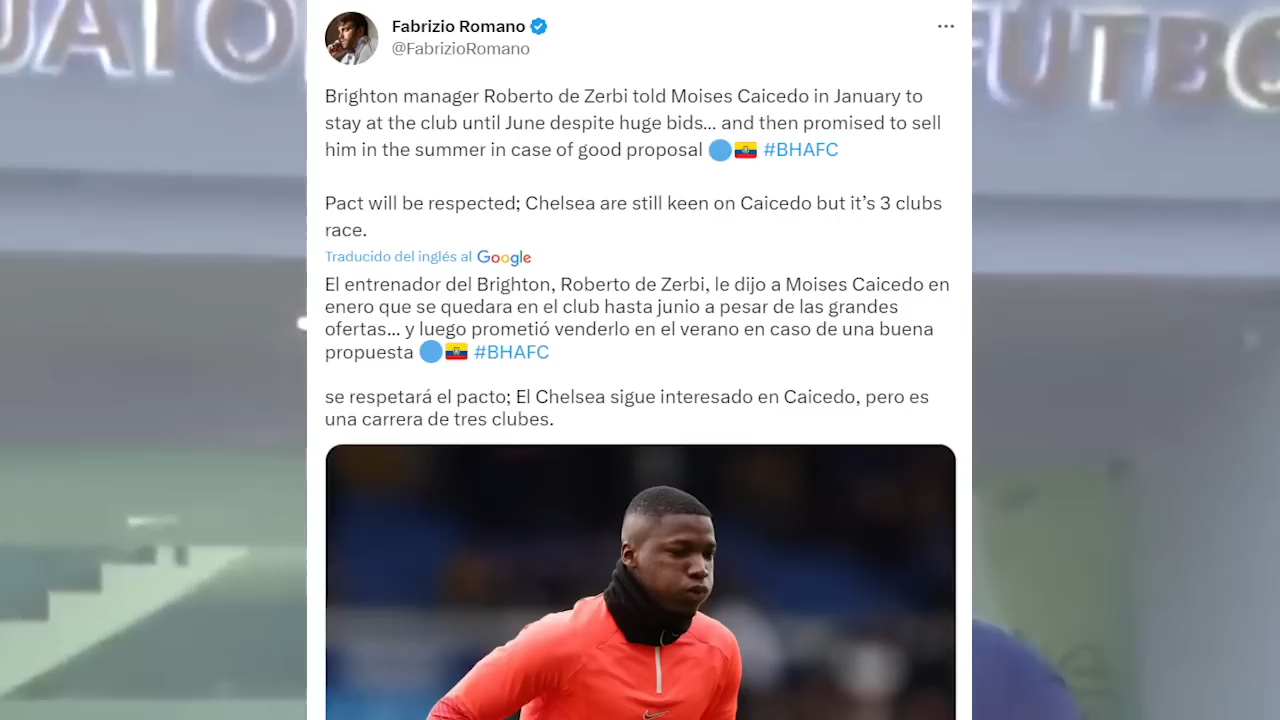 UATO
FUTBO
Fabrizio Romano
@FabrizioRomano
Brighton manager Roberto de Zerbi told Moises Caicedo in January to
stay at the club until June despite huge bids... and then promised to sell
him in the summer in case of good proposal 🔵🇪🇨 #BHAFC
Pact will be respected; Chelsea are still keen on Caicedo but it's 3 clubs
race.
Traducido del inglés al Google
El entrenador del Brighton, Roberto de Zerbi, le dijo a Moises Caicedo en
enero que se quedara en el club hasta junio a pesar de las grandes
ofertas... y luego prometió venderlo en el verano en caso de una buena
propuesta 🔵🇪🇨 #BHAFC
se respetará el pacto; El Chelsea sigue interesado en Caicedo, pero es
una carrera de tres clubes.